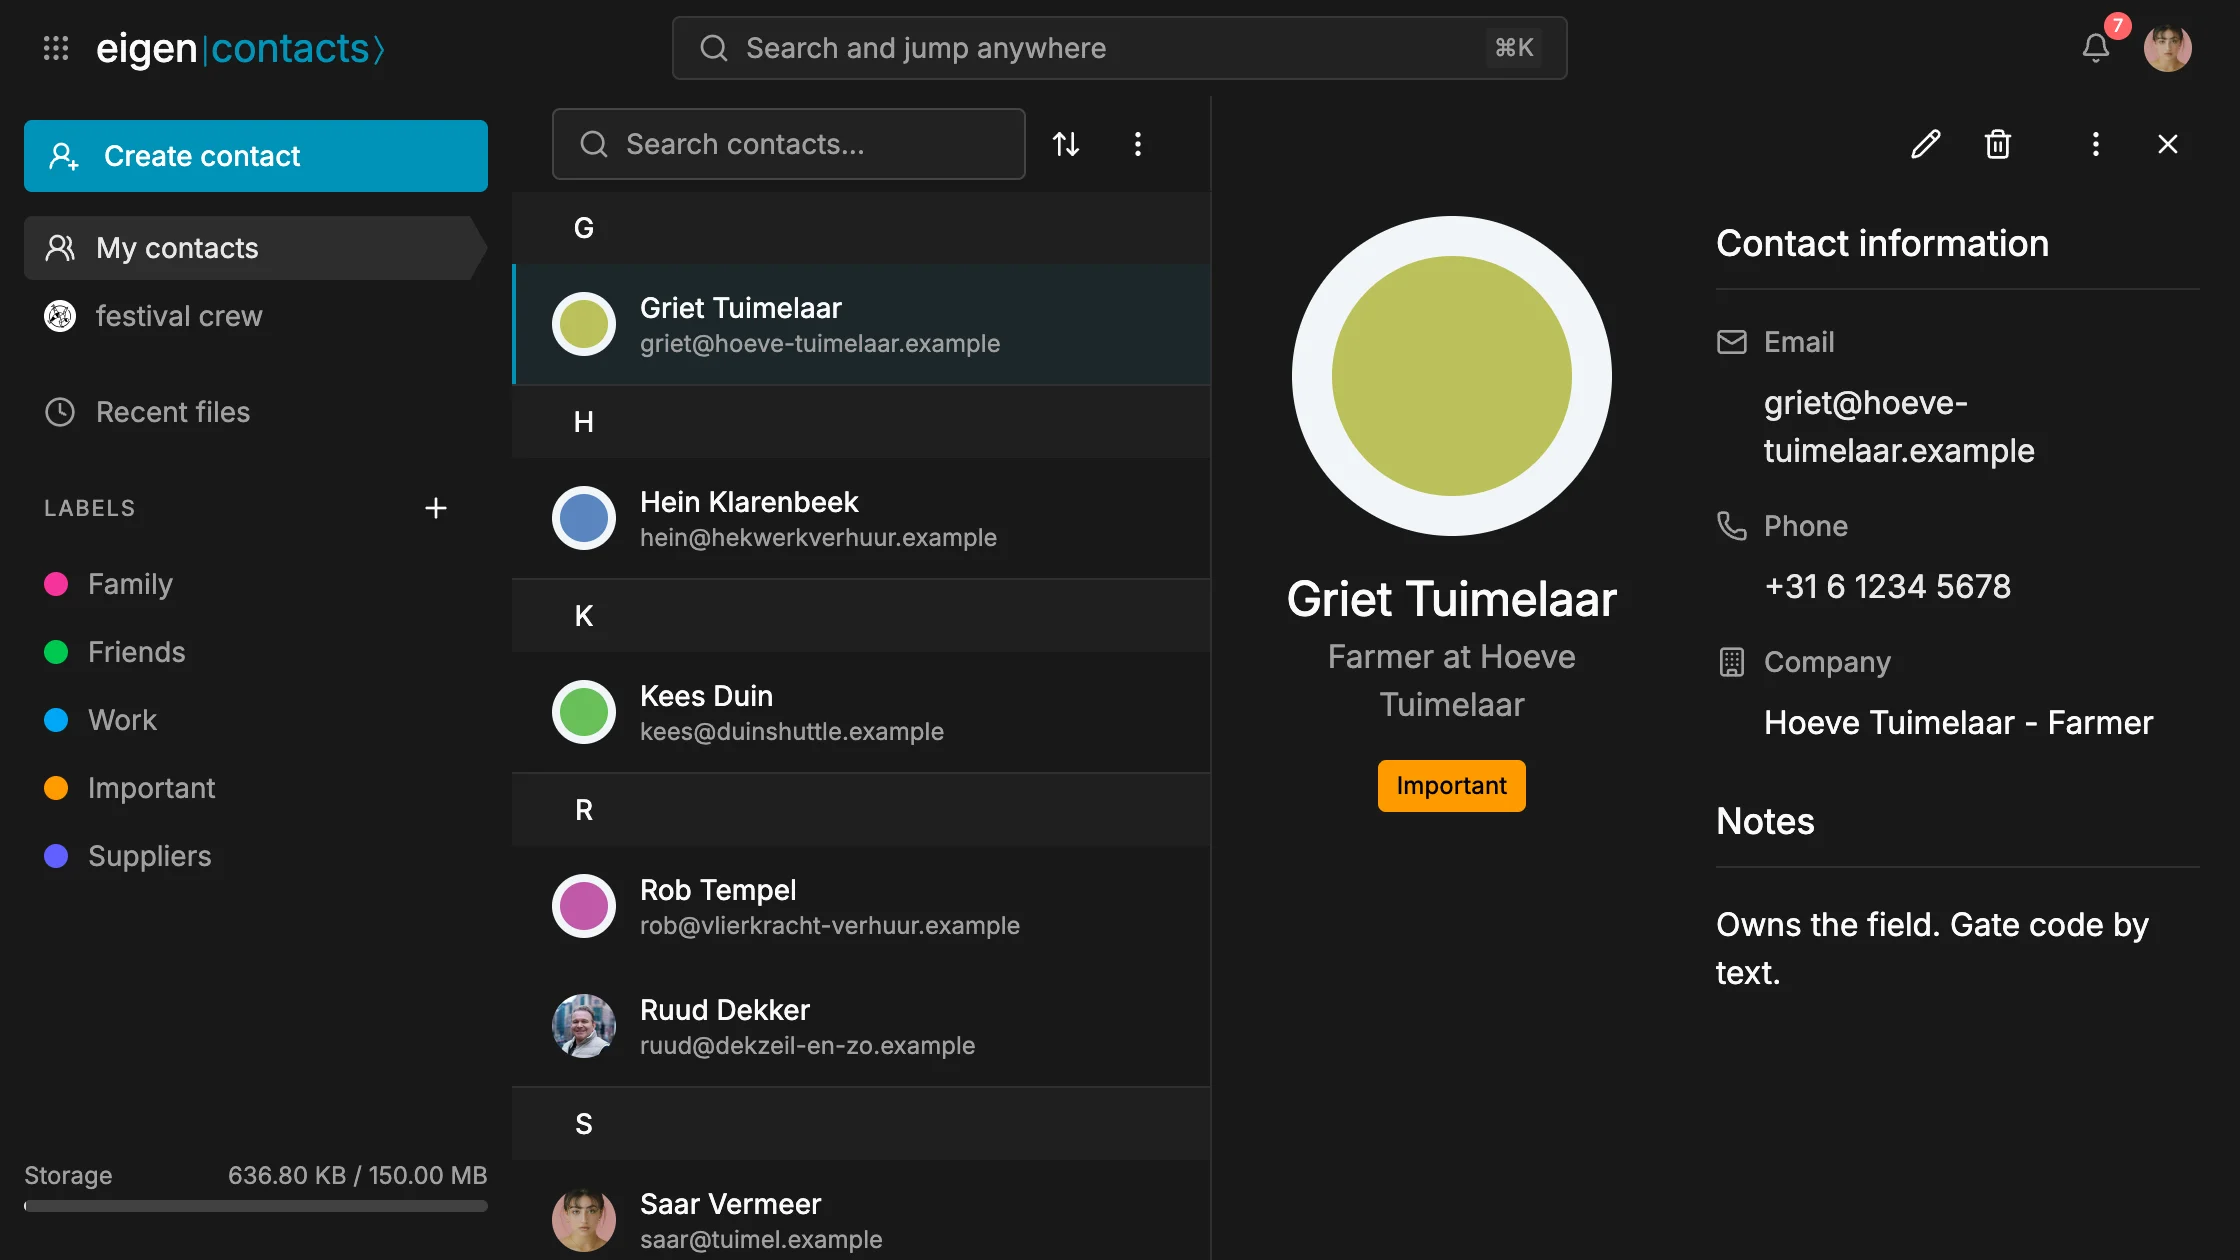 eigen|contacts〉
Search and jump anywhere
⌘K
7
Create contact
My contacts
festival crew
Recent files
LABELS
Family
Friends
Work
Important
Suppliers
Storage
636.80 KB / 150.00 MB
Search contacts...
G
Griet Tuimelaar
griet@hoeve-tuimelaar.example
H
Hein Klarenbeek
hein@hekwerkverhuur.example
K
Kees Duin
kees@duinshuttle.example
R
Rob Tempel
rob@vlierkracht-verhuur.example
Ruud Dekker
ruud@dekzeil-en-zo.example
S
Saar Vermeer
saar@tuimel.example
Griet Tuimelaar
Farmer at Hoeve
Tuimelaar
Important
Contact information
Email
griet@hoeve-
tuimelaar.example
Phone
+31 6 1234 5678
Company
Hoeve Tuimelaar - Farmer
Notes
Owns the field. Gate code by
text.